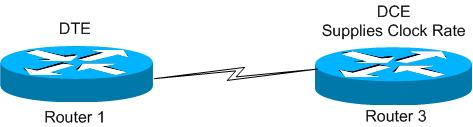 DTE
DCE
Supplies Clock Rate
Router 1
Router 3